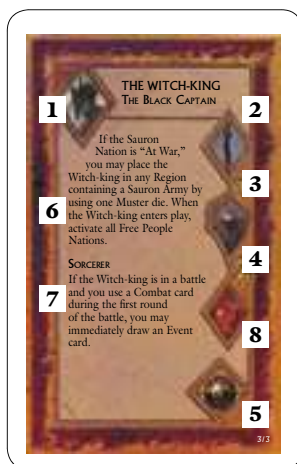 THE WITCH-KING
THE BLACK CAPTAIN
1
2
If the Sauron
Nation is “At War,”
you may place the
Witch-king in any Region
containing a Sauron Army by
using one Muster die. When
the Witch-king enters play,
activate all Free People
Nations.
3
6
4
SORCERER
If the Witch-king is in a battle
and you use a Combat card
during the first round
of the battle, you may
immediately draw an Event
card.
7
8
5
3/3